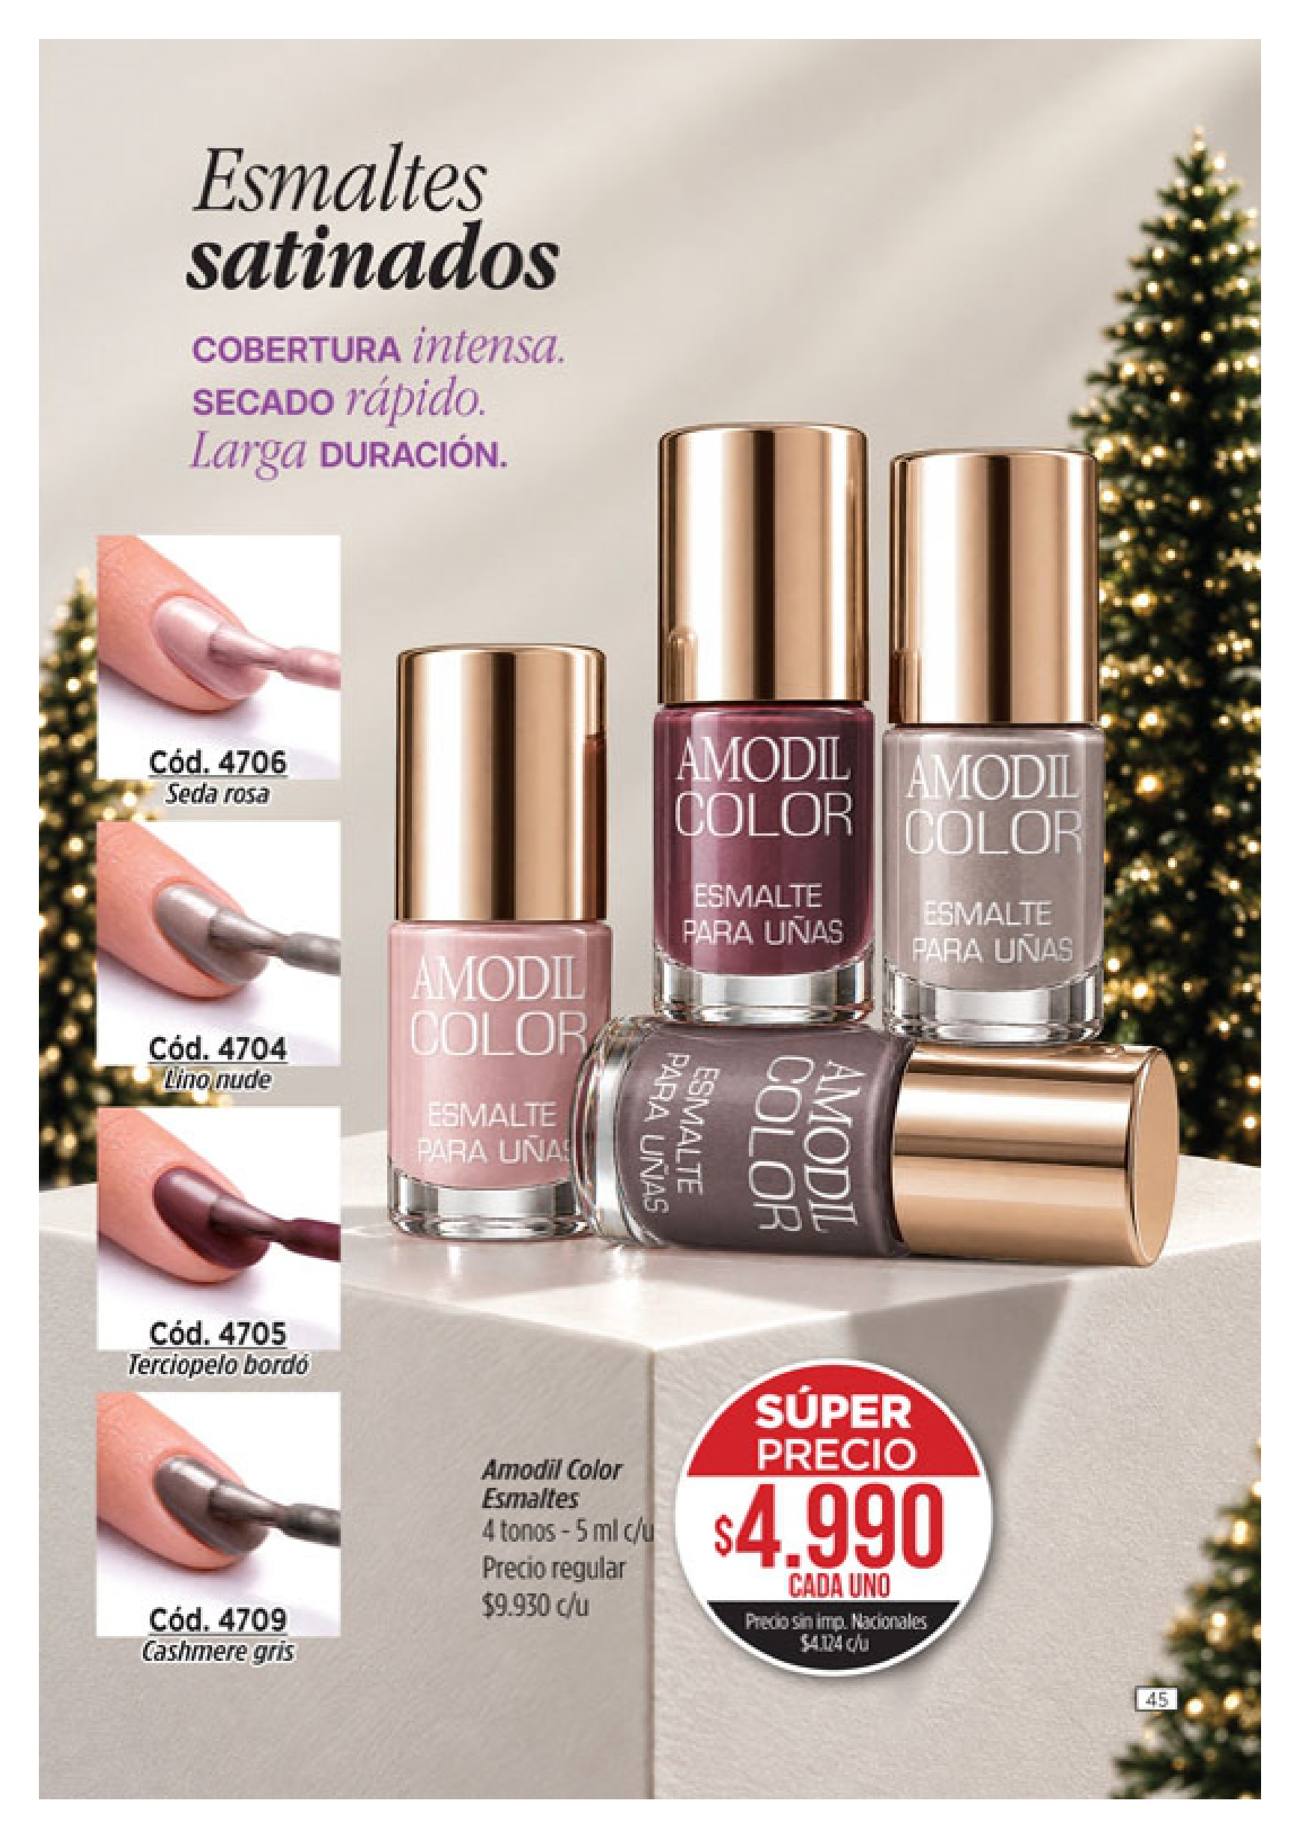 Esmaltes
satinados
COBERTURA intensa.
SECADO rápido.
Larga DURACIÓN.
Cód. 4706
Seda rosa
Cód. 4704
Lino nude
Cód. 4705
Terciopelo bordó
Cód. 4709
Cashmere gris
AMODIL
COLOR
ESMALTE
PARA UÑAS
AMODIL
COLOR
ESMALTE
PARA UÑAS
AMODIL
COLOR
ESMALTE
PARA UÑAS
AMODIL
COLOR
ESMALTE
PARA UÑAS
Amodil Color
Esmaltes
4 tonos - 5 ml c/u
Precio regular
$9.930 c/u
SÚPER
PRECIO
$4.990
CADA UNO
Precio sin imp. Nacionales
$4.124 c/u
45